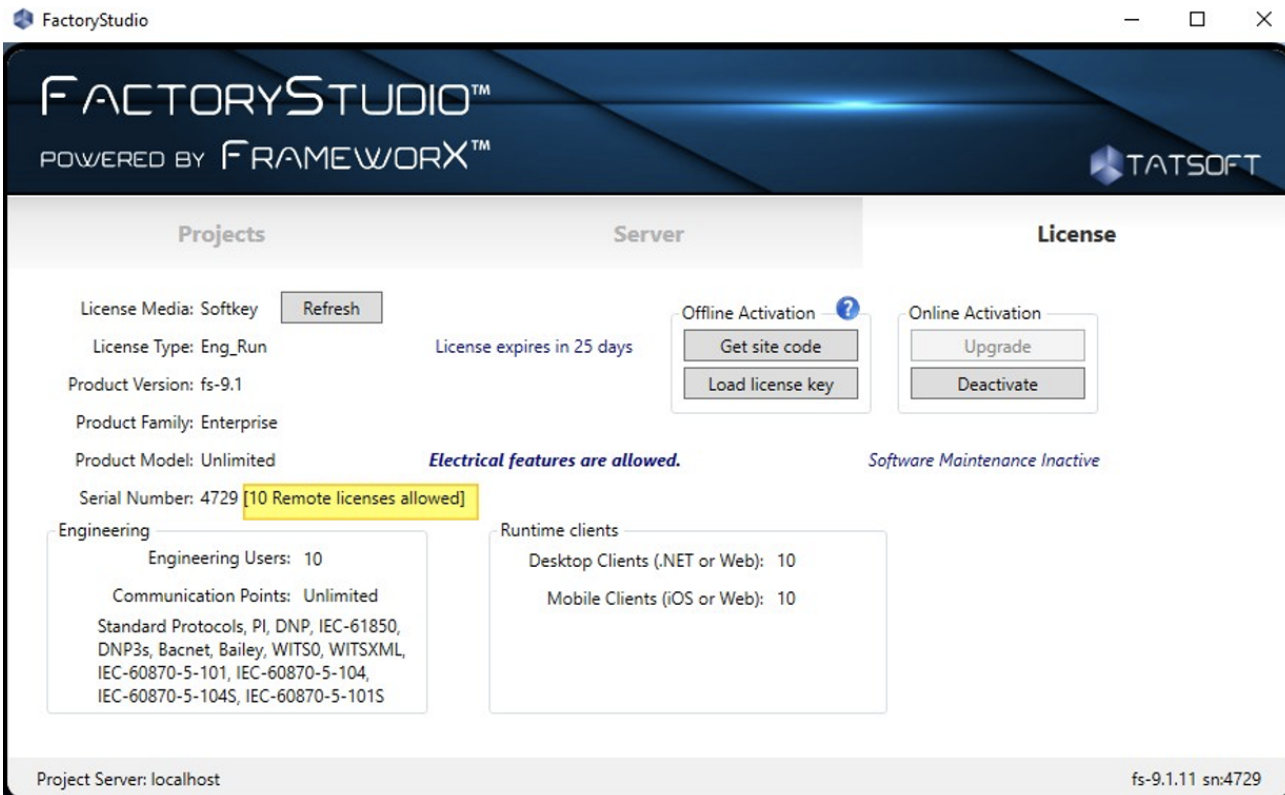 FactoryStudio
FACTORYSTUDIO™
POWERED BY FRAMEWORX™
TATSOFT
Projects
Server
License
License Media: Softkey
Refresh
License Type: Eng_Run
License expires in 25 days
Product Version: fs-9.1
Product Family: Enterprise
Product Model: Unlimited
Electrical features are allowed.
Software Maintenance Inactive
Serial Number: 4729 [10 Remote licenses allowed]
Offline Activation ?
Get site code
Load license key
Online Activation
Upgrade
Deactivate
Engineering
Engineering Users: 10
Communication Points: Unlimited
Standard Protocols, PI, DNP, IEC-61850,
DNP3s, Bacnet, Bailey, WITS0, WITSXML,
IEC-60870-5-101, IEC-60870-5-104,
IEC-60870-5-104S, IEC-60870-5-101S
Runtime clients
Desktop Clients (.NET or Web): 10
Mobile Clients (iOS or Web): 10
Project Server: localhost
fs-9.1.11 sn:4729